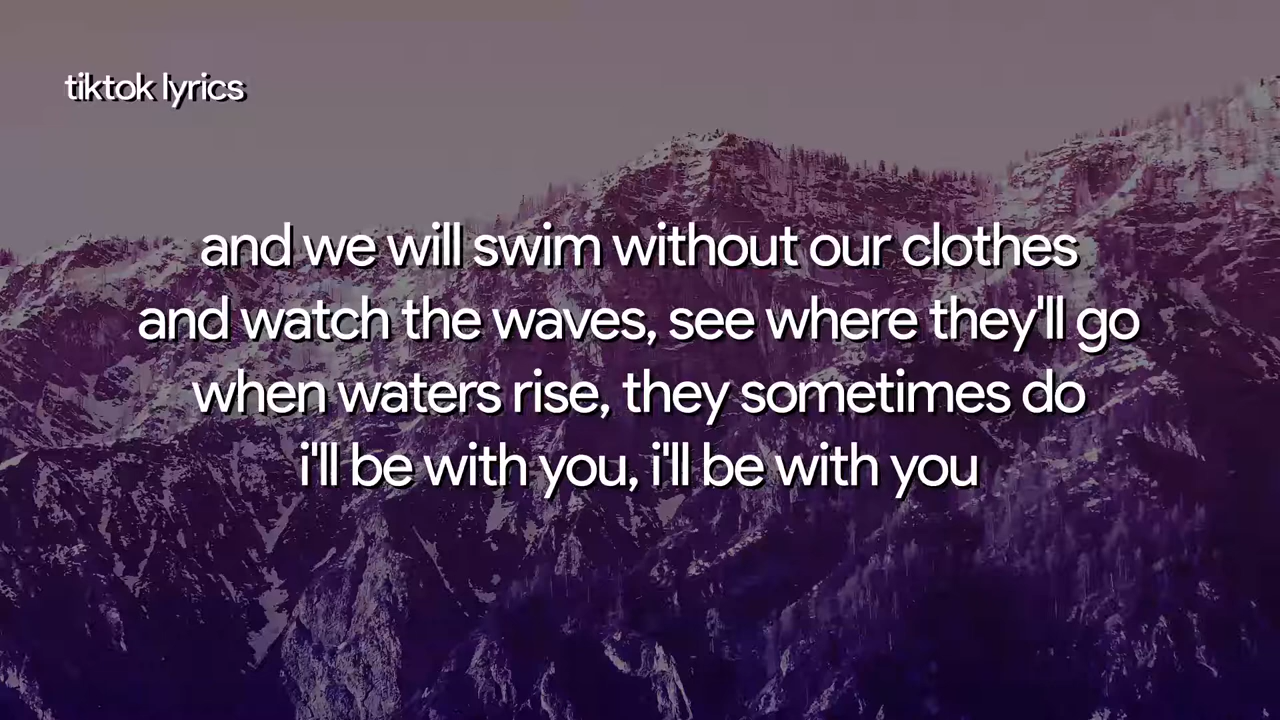 tiktok lyrics
and we will swim without our clothes
and watch the waves, see where they'll go
when waters rise, they sometimes do
i'll be with you, i'll be with you